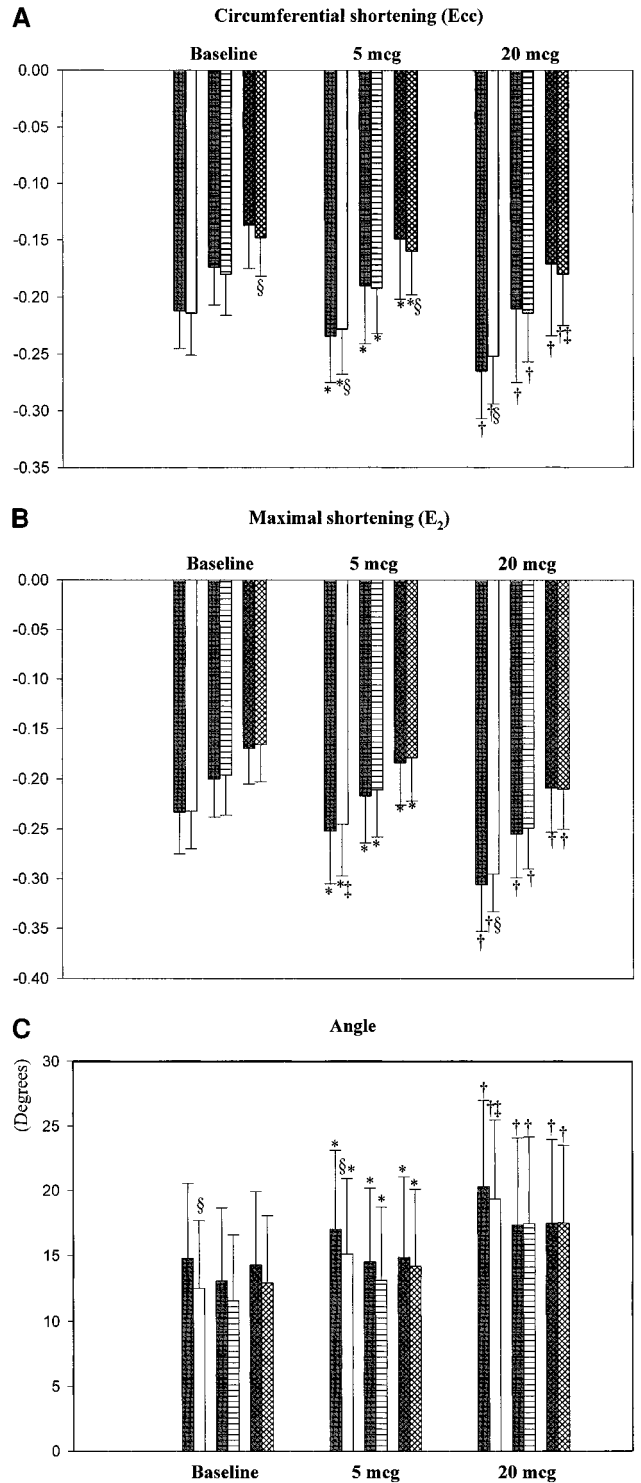 A
Circumferential shortening (Ecc)
Baseline 5 mcg 20 mcg
0.00
-0.05
-0.10
-0.15
-0.20
-0.25
-0.30
-0.35
§
* *§ * * * *§
† †§ † † † †‡
B
Maximal shortening (E₂)
Baseline 5 mcg 20 mcg
0.00
-0.05
-0.10
-0.15
-0.20
-0.25
-0.30
-0.35
-0.40
* *‡ * * * *
† †§ † † † †
C
Angle
(Degrees)
30
25
20
15
10
5
0
§
* §* * * * *
† †‡ † † † †
Baseline 5 mcg 20 mcg